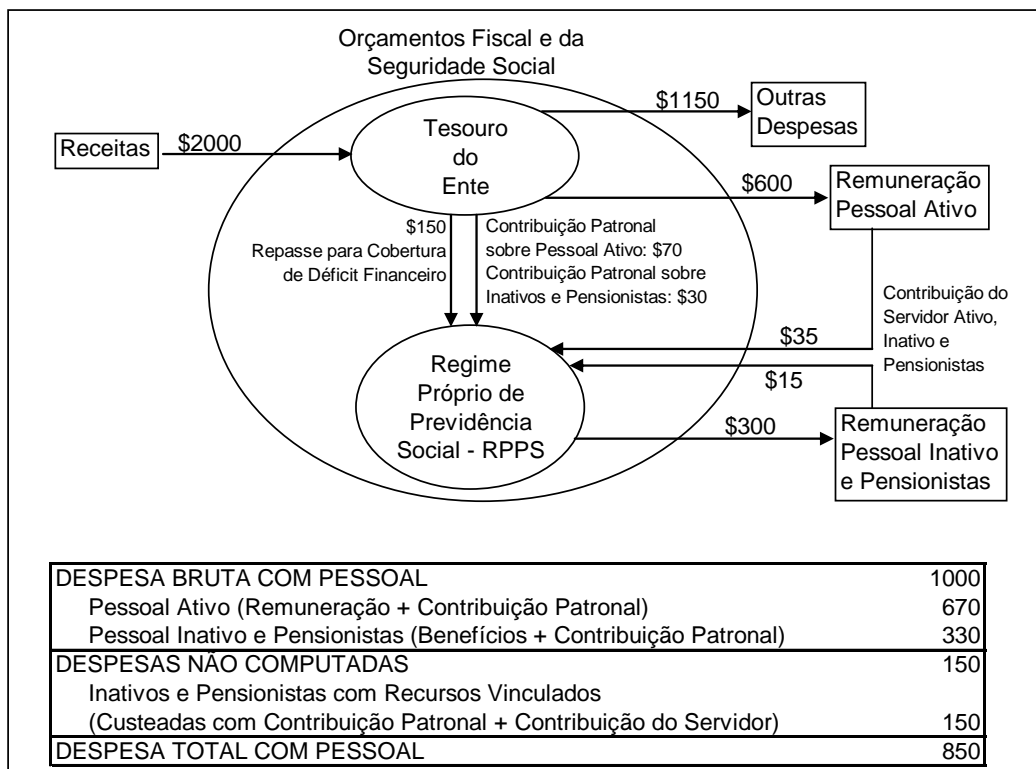 Orçamentos Fiscal e da
Seguridade Social
Receitas
$2000
Tesouro
do
Ente
$1150
Outras
Despesas
$600
Remuneração
Pessoal Ativo
$150
Repasse para Cobertura
de Déficit Financeiro
Contribuição Patronal
sobre Pessoal Ativo: $70
Contribuição Patronal sobre
Inativos e Pensionistas: $30
Contribuição do
Servidor Ativo,
Inativo e
Pensionistas
$35
$15
Regime
Próprio de
Previdência
Social - RPPS
$300
Remuneração
Pessoal Inativo
e Pensionistas
DESPESA BRUTA COM PESSOAL 1000
Pessoal Ativo (Remuneração + Contribuição Patronal) 670
Pessoal Inativo e Pensionistas (Benefícios + Contribuição Patronal) 330
DESPESAS NÃO COMPUTADAS 150
Inativos e Pensionistas com Recursos Vinculados
(Custeadas com Contribuição Patronal + Contribuição do Servidor) 150
DESPESA TOTAL COM PESSOAL 850